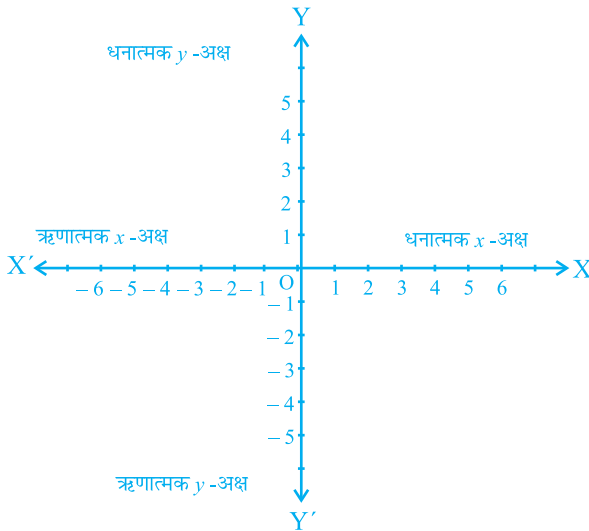 Y
धनात्मक y -अक्ष
5
4
3
2
1
ऋणात्मक x -अक्ष
धनात्मक x -अक्ष
X′ X
– 6 – 5 – 4 – 3 – 2 – 1 O 1 2 3 4 5 6
– 1
– 2
– 3
– 4
– 5
ऋणात्मक y -अक्ष
Y′